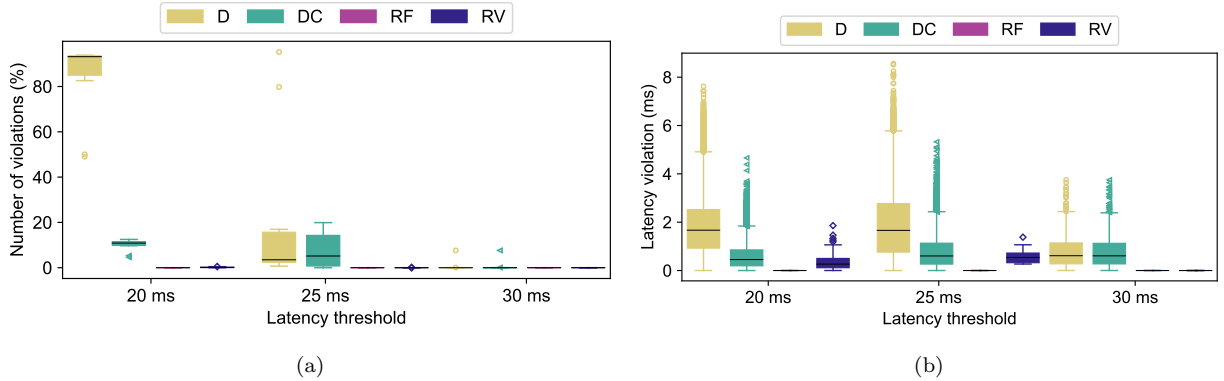 D DC RF RV
Number of violations (%)
80
60
40
20
0
20 ms 25 ms 30 ms
Latency threshold
(a)
D DC RF RV
Latency violation (ms)
8
6
4
2
0
20 ms 25 ms 30 ms
Latency threshold
(b)